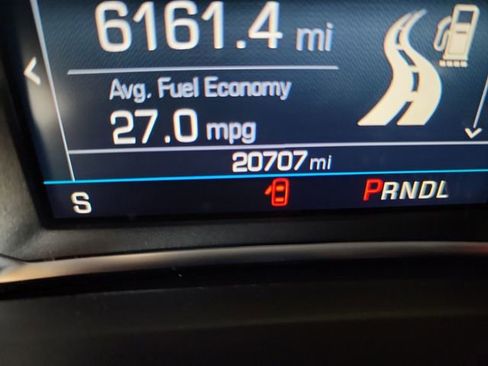 6161.4 mi
Avg. Fuel Economy
27.0 mpg
20707 mi
S PRNDL